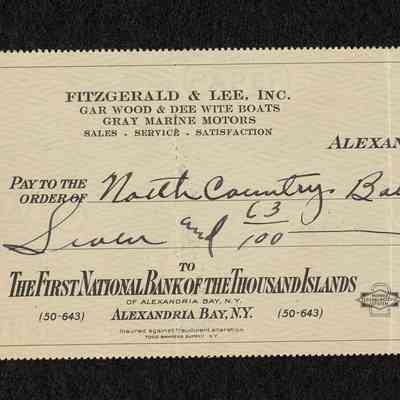 FITZGERALD & LEE, INC.
GAR WOOD & DEE WITE BOATS
GRAY MARINE MOTORS
SALES - SERVICE - SATISFACTION
ALEXAN
PAY TO THE ORDER OF North Country Ba
Seven and 63/100
TO
THE FIRST NATIONAL BANK OF THE THOUSAND ISLANDS
OF ALEXANDRIA BAY, N.Y.
(50-643) ALEXANDRIA BAY, N.Y. (50-643)
Insured against fraudulent alteration